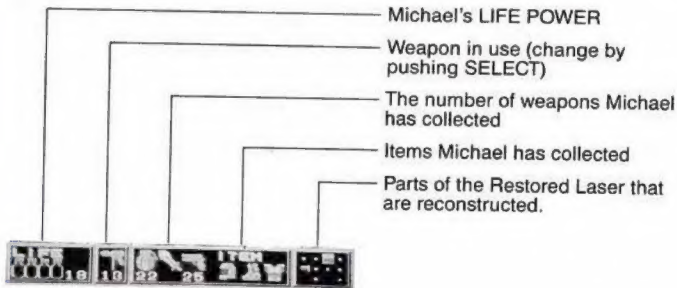 Michael's LIFE POWER
Weapon in use (change by
pushing SELECT)
The number of weapons Michael
has collected
Items Michael has collected
Parts of the Restored Laser that
are reconstructed.
LIFE 18 13 22 25 ITEM